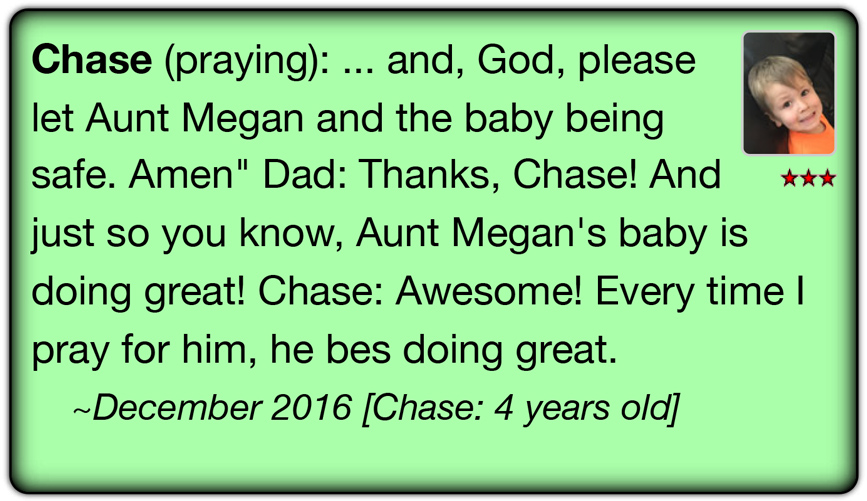 Chase (praying): ... and, God, please
let Aunt Megan and the baby being
safe. Amen" Dad: Thanks, Chase! And
just so you know, Aunt Megan's baby is
doing great! Chase: Awesome! Every time I
pray for him, he bes doing great.
~December 2016 [Chase: 4 years old]